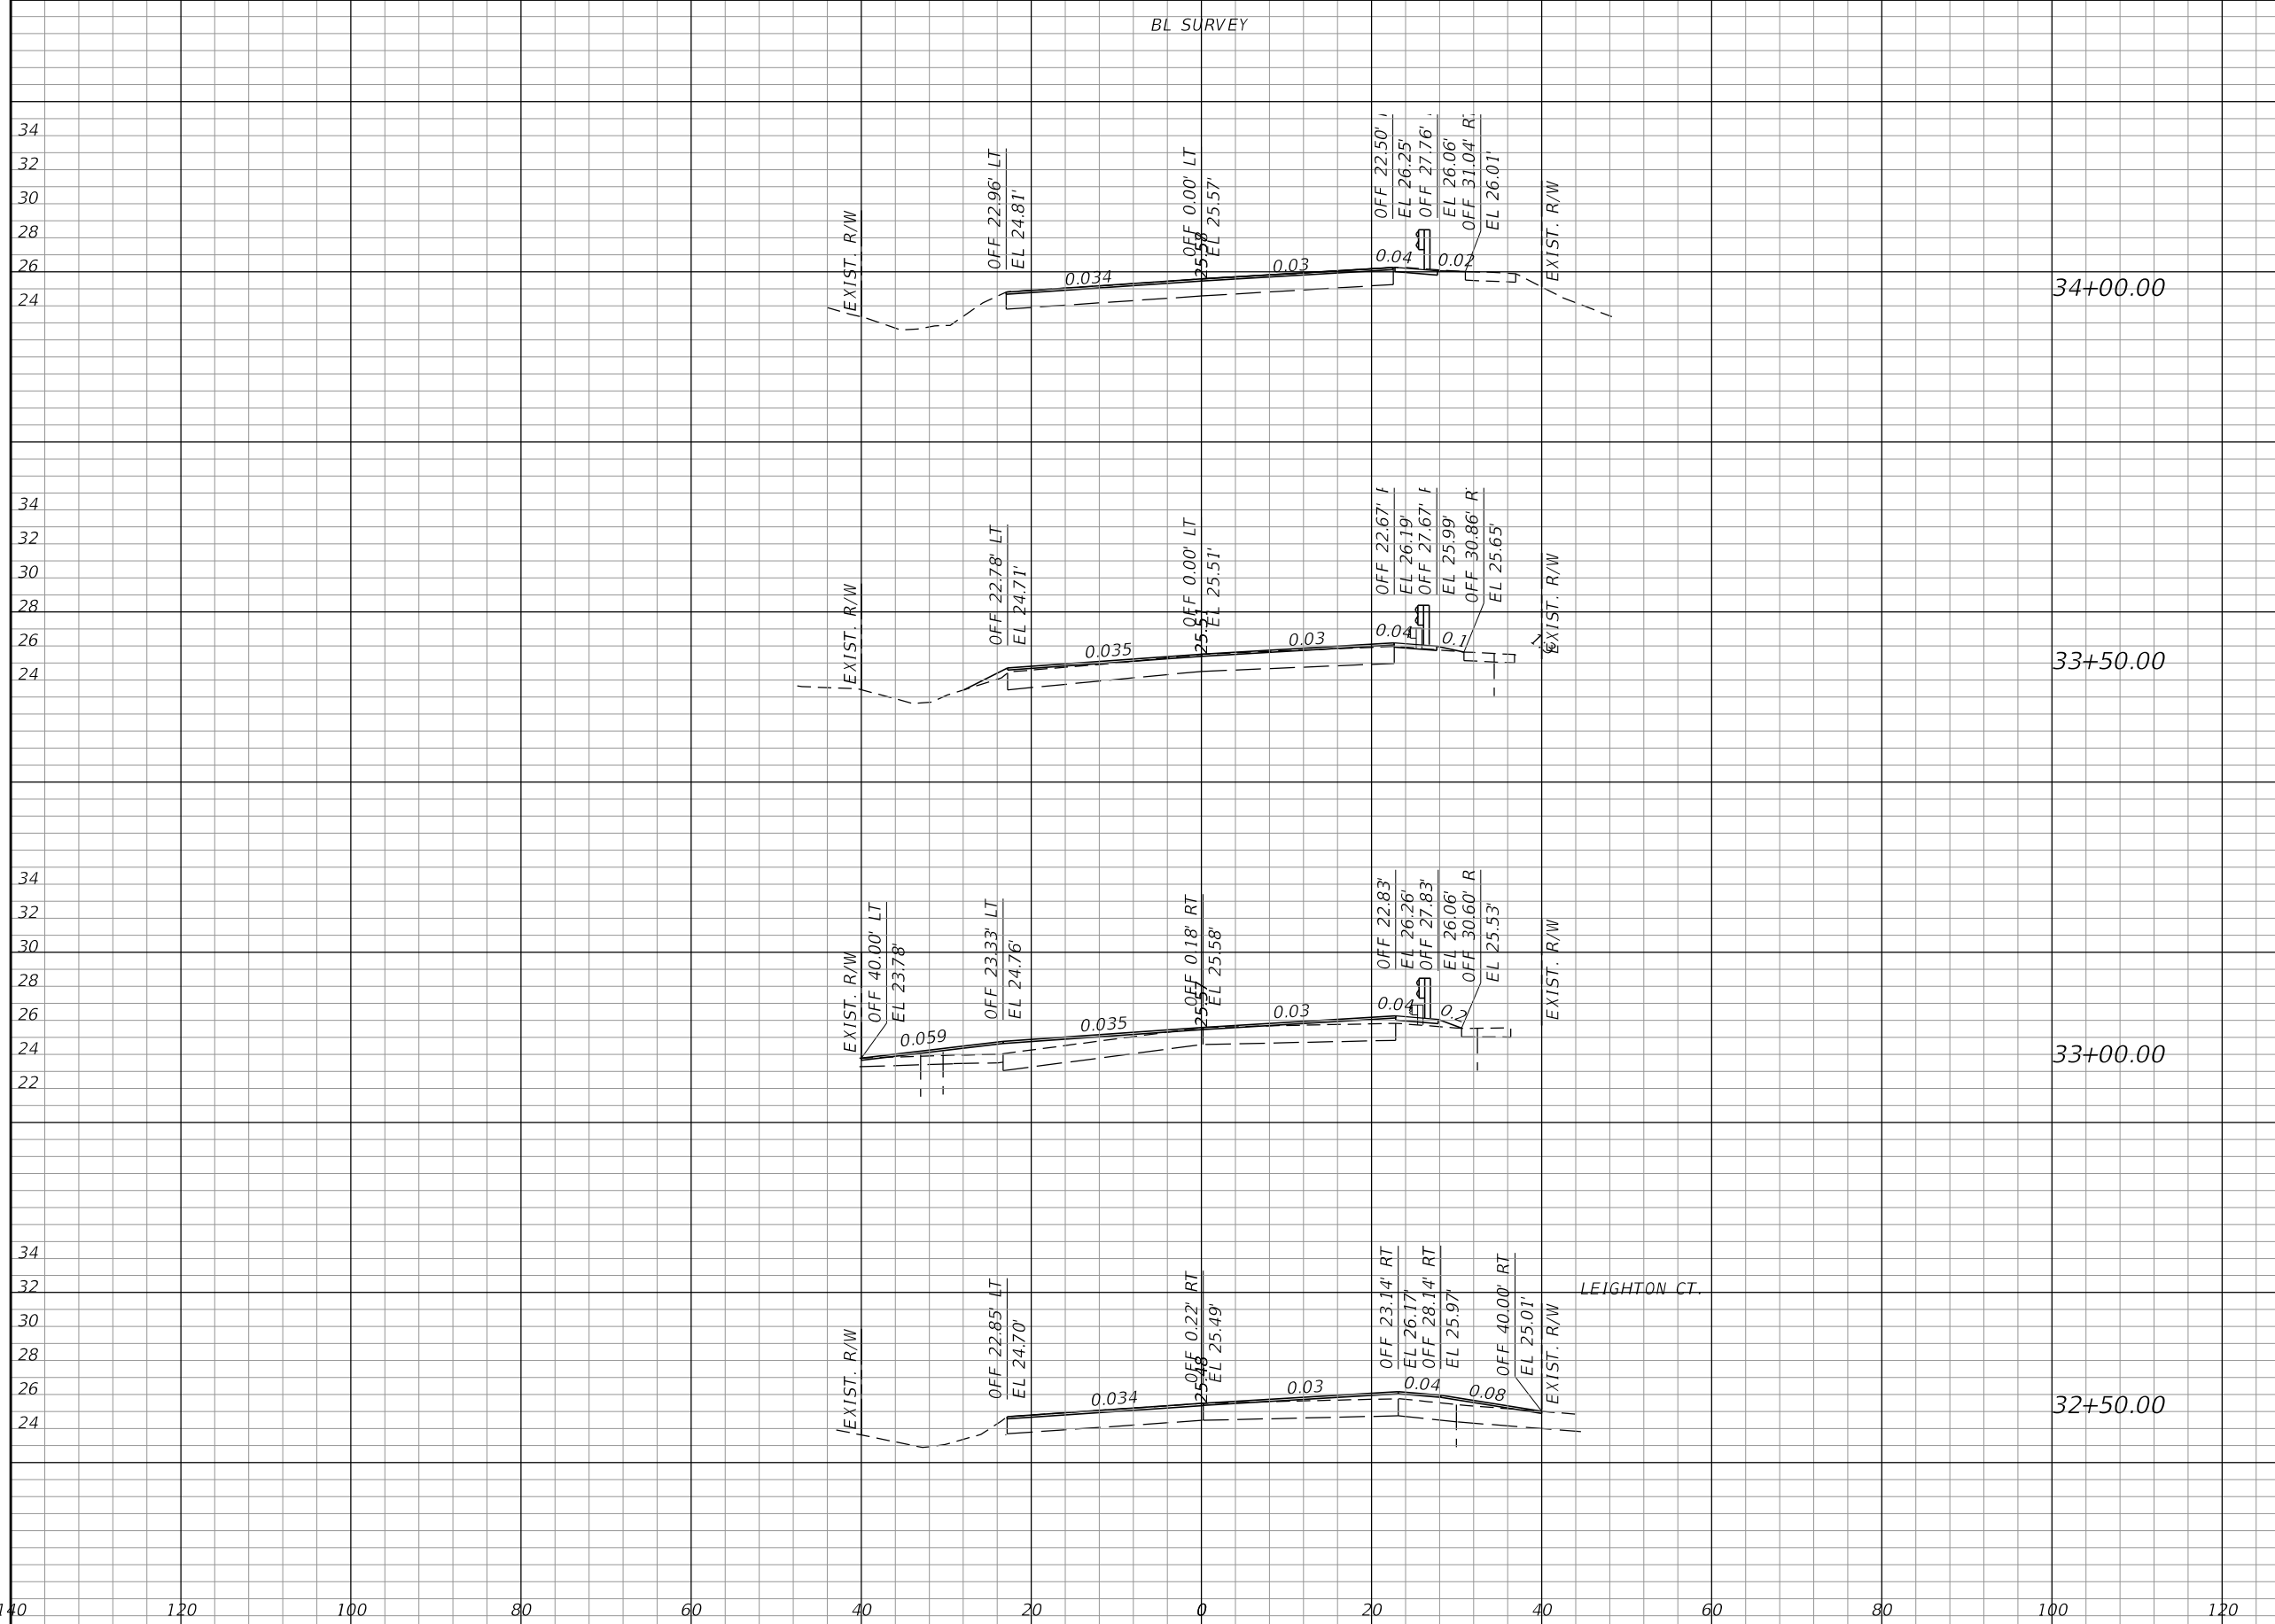 BL SURVEY
34
32
30
28
26
24
EXIST. R/W
OFF 22.96' LT
EL 24.81'
OFF 0.00' LT
EL 25.57'
25.58
OFF 22.50'
EL 26.25'
OFF 27.76'
EL 26.06'
OFF 31.04' R
EL 26.01'
EXIST. R/W
0.034
0.03
0.04
0.02
34+00.00
34
32
30
28
26
24
EXIST. R/W
OFF 22.78' LT
EL 24.71'
OFF 0.00' LT
EL 25.51'
25.51
OFF 22.67'
EL 26.19'
OFF 27.67'
EL 25.99'
OFF 30.86' R
EL 25.65'
EXIST. R/W
0.035
0.03
0.04
0.1
33+50.00
34
32
30
28
26
24
22
EXIST. R/W
OFF 40.00' LT
EL 23.78'
OFF 23.33' LT
EL 24.76'
OFF 0.18' RT
EL 25.58'
25.57
OFF 22.83'
EL 26.26'
OFF 27.83'
EL 26.06'
OFF 30.60' R
EL 25.53'
EXIST. R/W
0.059
0.035
0.03
0.04
0.2
33+00.00
34
32
30
28
26
24
EXIST. R/W
OFF 22.85' LT
EL 24.70'
OFF 0.22' RT
EL 25.49'
25.48
OFF 23.14' RT
EL 26.17'
OFF 28.14' RT
EL 25.97'
OFF 40.00' RT
EL 25.01'
EXIST. R/W
LEIGHTON CT.
0.034
0.03
0.04
0.08
32+50.00
140 120 100 80 60 40 20 0 20 40 60 80 100 120